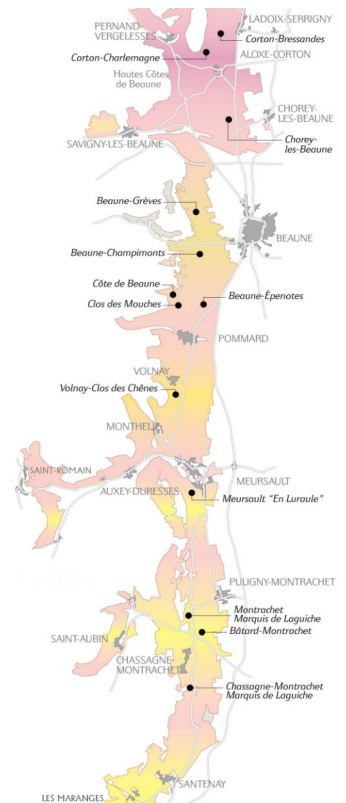 PERNAND-
VERGELESSES
LADOIX-SERRIGNY
Corton-Bressandes
Corton-Charlemagne
ALOXE-CORTON
Hautes Côtes
de Beaune
CHOREY-
LES-BEAUNE
SAVIGNY-LES-BEAUNE
Chorey-
les-Beaune
Beaune-Grèves
BEAUNE
Beaune-Champimonts
Côte de Beaune
Clos des Mouches
Beaune-Épenotes
POMMARD
VOLNAY
Volnay-Clos des Chênes
MONTHELIE
SAINT-ROMAIN
MEURSAULT
AUXEY-DURESSES
Meursault "En Luraule"
PULIGNY-MONTRACHET
Montrachet
Marquis de Laguiche
Bâtard-Montrachet
SAINT-AUBIN
CHASSAGNE-
MONTRACHET
Chassagne-Montrachet
Marquis de Laguiche
SANTENAY
LES MARANGES